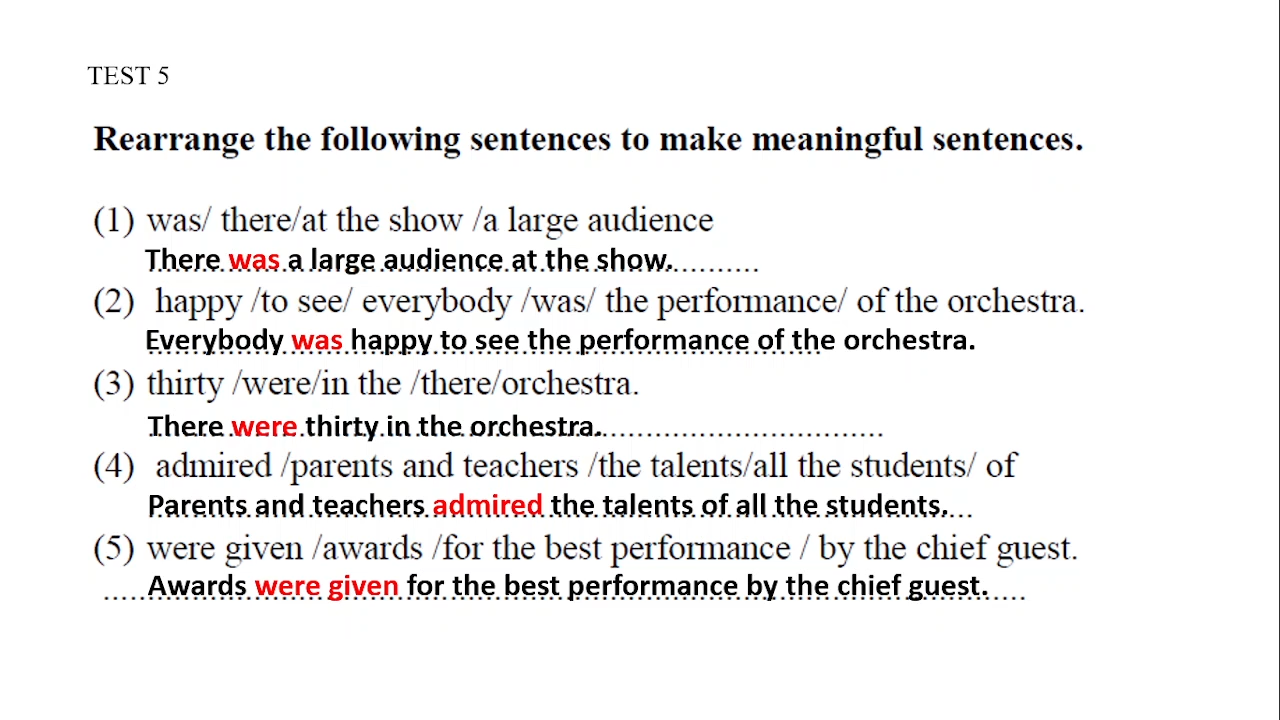 TEST 5
Rearrange the following sentences to make meaningful sentences.
(1) was/ there/at the show /a large audience
There was a large audience at the show.
(2) happy /to see/ everybody /was/ the performance/ of the orchestra.
Everybody was happy to see the performance of the orchestra.
(3) thirty /were/in the /there/orchestra.
There were thirty in the orchestra.
(4) admired /parents and teachers /the talents/all the students/ of
Parents and teachers admired the talents of all the students.
(5) were given /awards /for the best performance / by the chief guest.
Awards were given for the best performance by the chief guest.